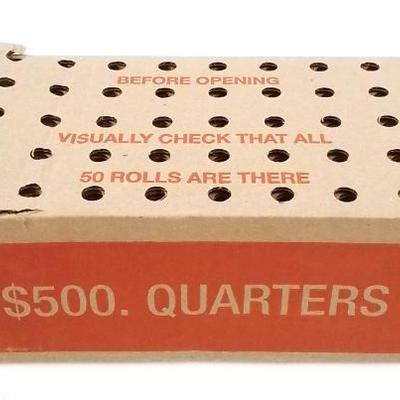 BEFORE OPENING
VISUALLY CHECK THAT ALL
50 ROLLS ARE THERE
$500. QUARTERS